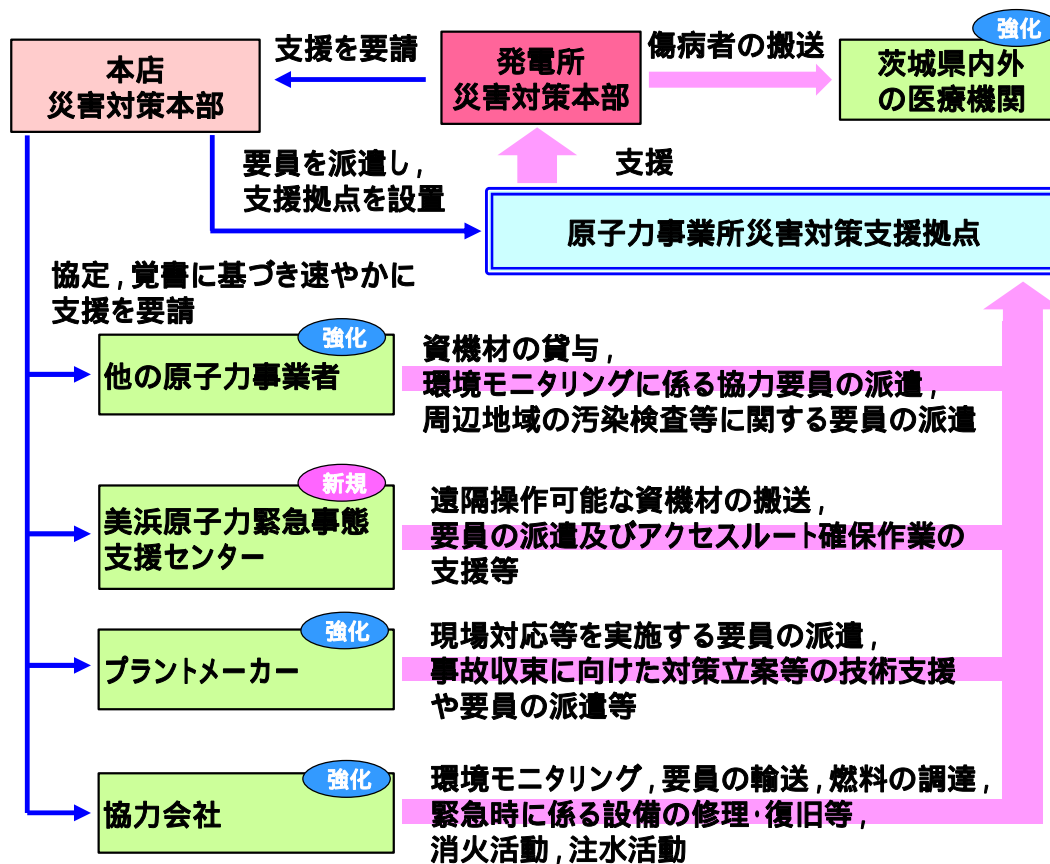 強化
支援を要請
傷病者の搬送
本店
災害対策本部
発電所
災害対策本部
茨城県内外
の医療機関
要員を派遣し,
支援拠点を設置
支援
原子力事業所災害対策支援拠点
協定,覚書に基づき速やかに
支援を要請
強化
他の原子力事業者
資機材の貸与,
環境モニタリングに係る協力要員の派遣,
周辺地域の汚染検査等に関する要員の派遣
新規
美浜原子力緊急事態
支援センター
遠隔操作可能な資機材の搬送,
要員の派遣及びアクセスルート確保作業の
支援等
強化
プラントメーカー
現場対応等を実施する要員の派遣,
事故収束に向けた対策立案等の技術支援
や要員の派遣等
強化
協力会社
環境モニタリング,要員の輸送,燃料の調達,
緊急時に係る設備の修理・復旧等,
消火活動,注水活動